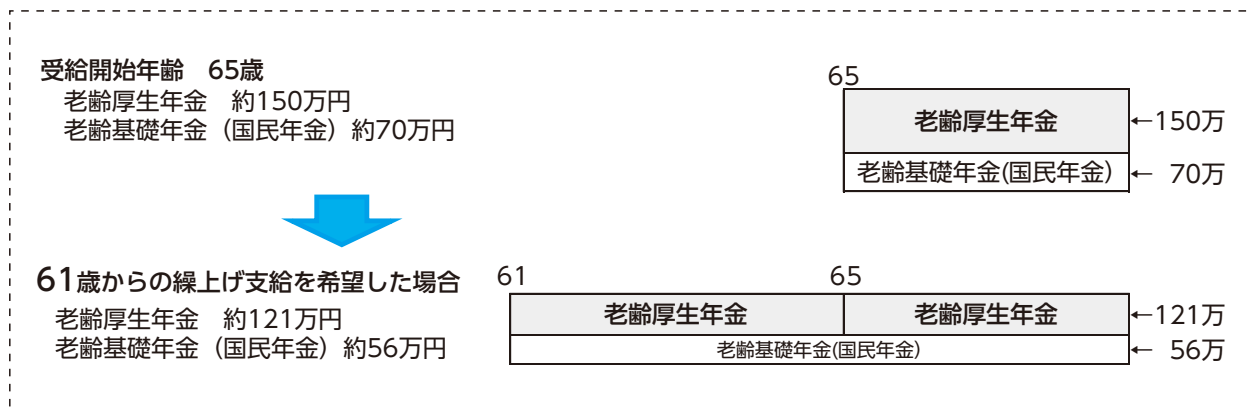 受給開始年齢　65歳
老齢厚生年金　約150万円
老齢基礎年金（国民年金）約70万円
65
老齢厚生年金
←150万
老齢基礎年金(国民年金)
← 70万
61歳からの繰上げ支給を希望した場合
老齢厚生年金　約121万円
老齢基礎年金（国民年金）約56万円
61
65
老齢厚生年金
老齢厚生年金
←121万
老齢基礎年金(国民年金)
← 56万